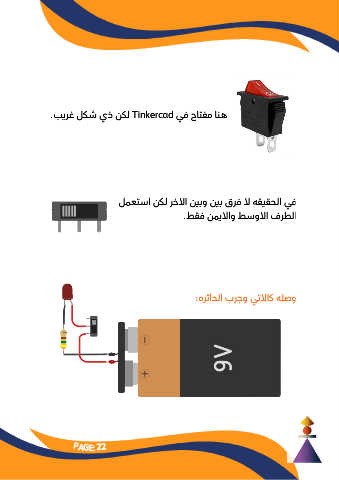 هنا مفتاح في Tinkercad لكن ذي شكل غريب.
في الحقيقه لا فرق بين وبين الاخر لكن استعمل
الطرف الاوسط والايمن فقط.
وصله كالاتي وجرب الدائره:
9V
PAGE: 22